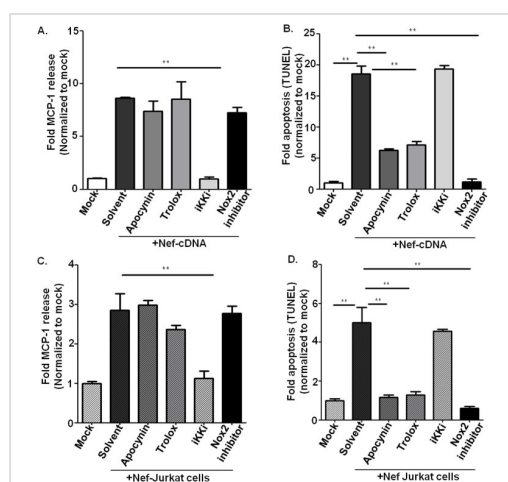 A.
Fold MCP-1 release
(Normalized to mock)
15
10
5
0
**
Mock
Solvent
Apocynin
Trolox
iKKi
Nox2
inhibitor
+Nef-cDNA
B.
Fold apoptosis (TUNEL)
(normalized to mock)
25
20
15
10
5
0
**
**
**
**
Mock
Solvent
Apocynin
Trolox
iKKi
Nox2
inhibitor
+Nef-cDNA
C.
Fold MCP-1 release
(Normalized to mock)
4
3
2
1
0
**
Mock
Solvent
Apocynin
Trolox
iKKi
Nox2
inhibitor
+Nef-Jurkat cells
D.
Fold apoptosis (TUNEL)
(normalized to mock)
6
4
2
0
**
**
**
**
Mock
Solvent
Apocynin
Trolox
iKKi
Nox2
inhibitor
+Nef Jurkat cells